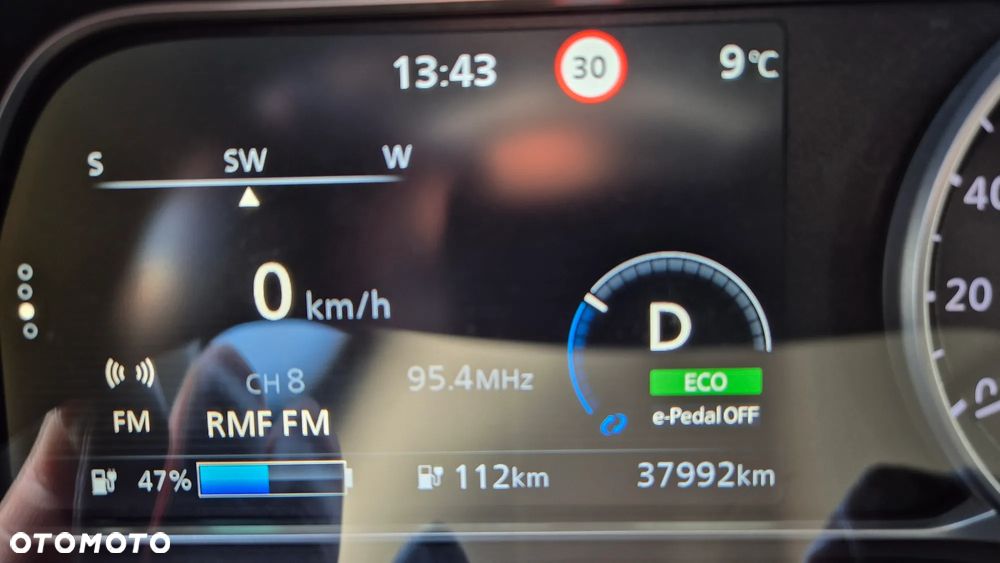 13:43 30 9°C
S SW W
0 km/h
D
CH 8 95.4MHz
ECO
FM RMF FM e-Pedal OFF
47% 112km 37992km
40
20
0
OTOMOTO